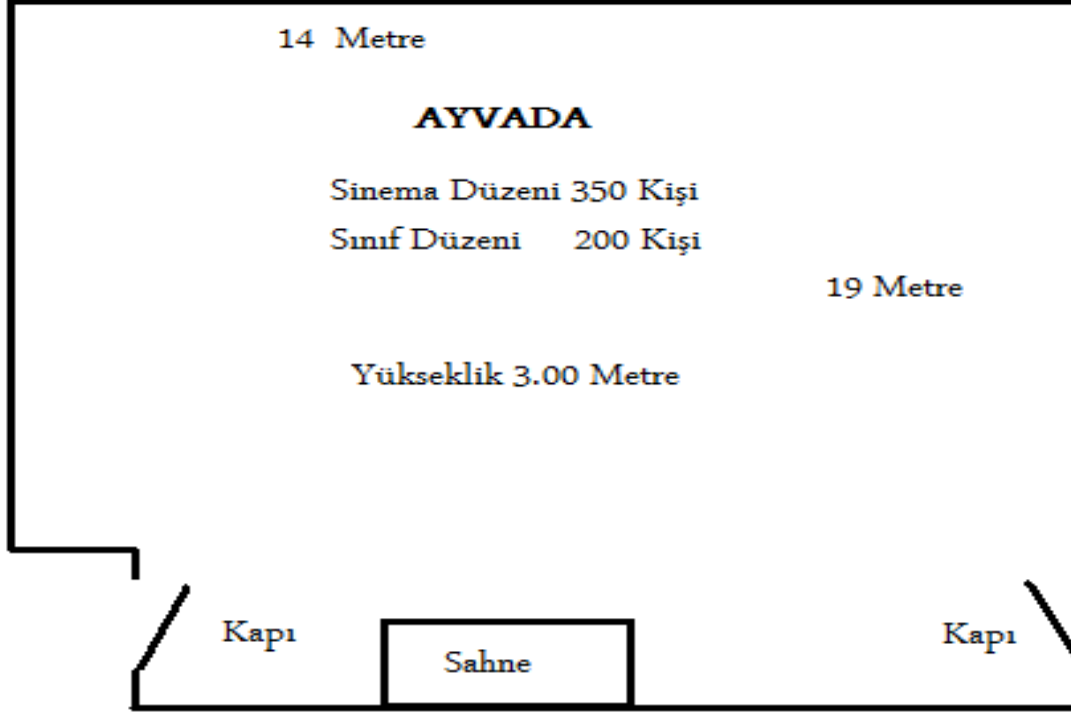 14 Metre
AYVADA
Sinema Düzeni 350 Kişi
Sınıf Düzeni 200 Kişi
19 Metre
Yükseklik 3.00 Metre
Kapı
Sahne
Kapı